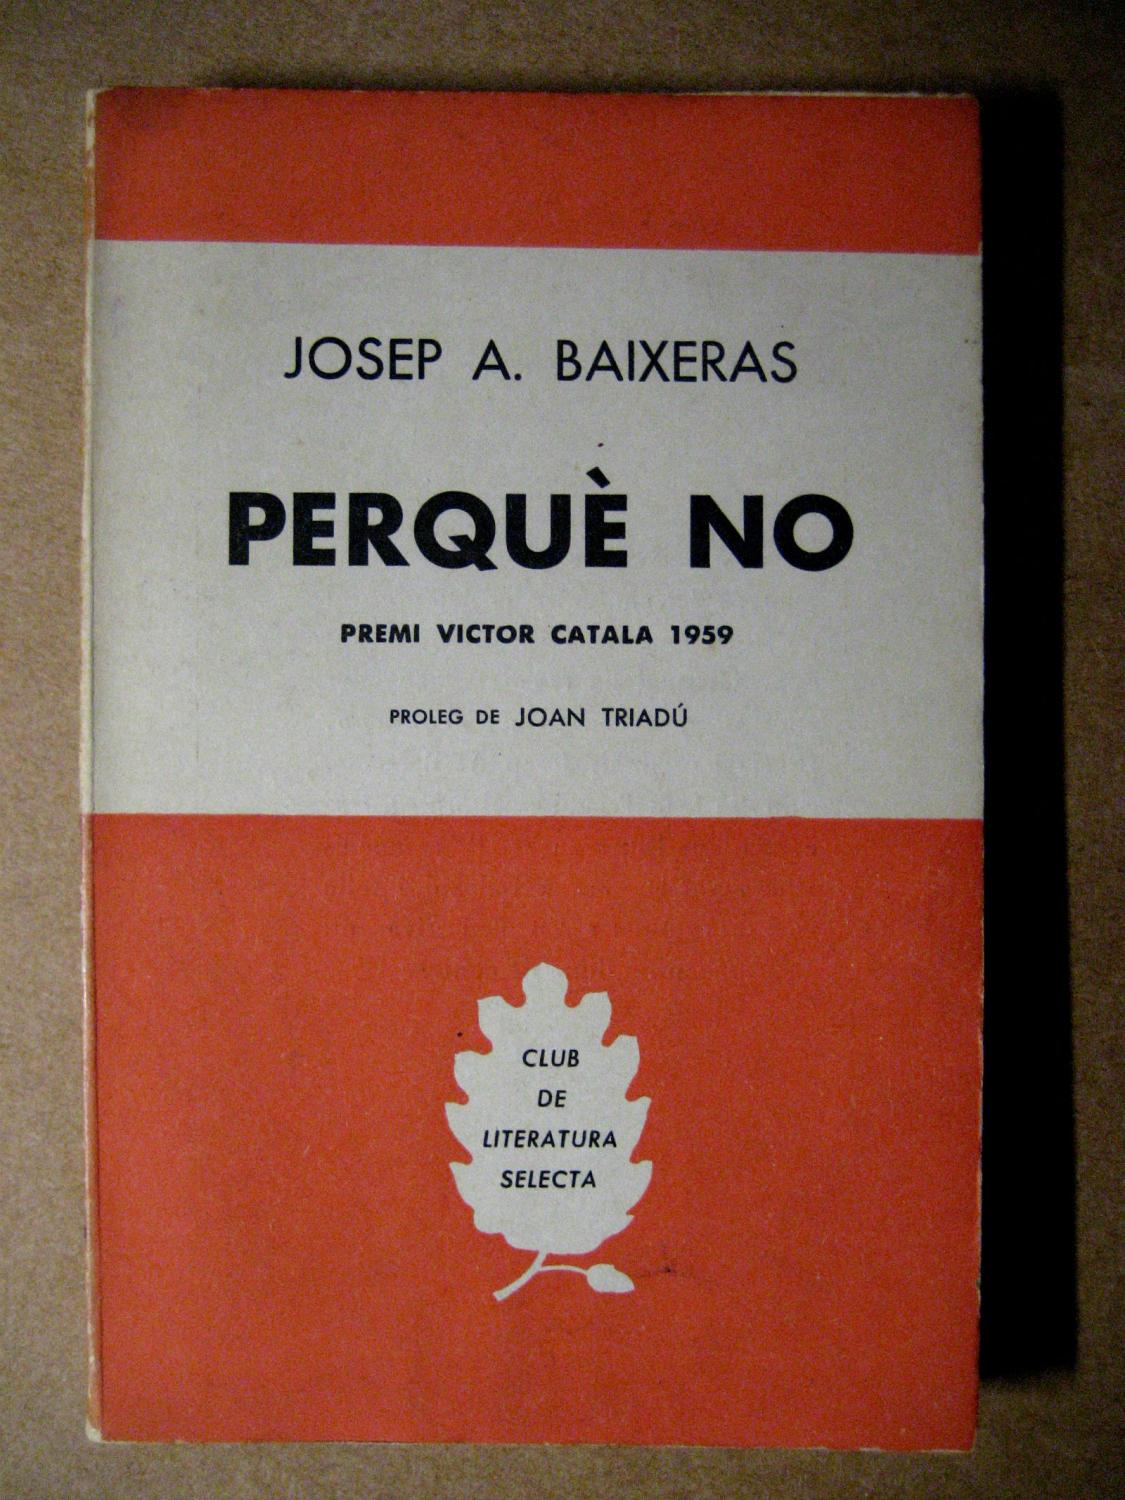 JOSEP A. BAIXERAS
PERQUÈ NO
PREMI VICTOR CATALA 1959
PROLEG DE JOAN TRIADÚ
CLUB
DE
LITERATURA
SELECTA